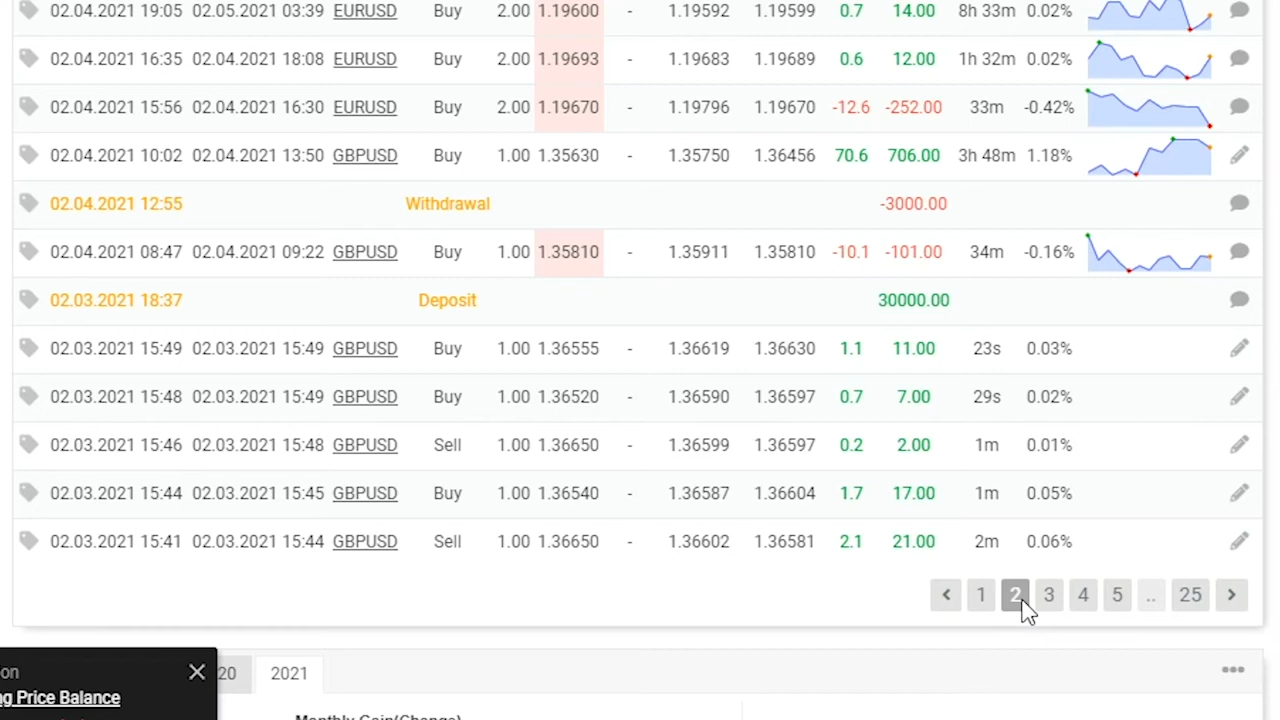 02.04.2021 19:05 02.05.2021 03:39 EURUSD Buy 2.00 1.19600 - 1.19592 1.19599 0.7 14.00 8h 33m 0.02%
02.04.2021 16:35 02.04.2021 18:08 EURUSD Buy 2.00 1.19693 - 1.19683 1.19689 0.6 12.00 1h 32m 0.02%
02.04.2021 15:56 02.04.2021 16:30 EURUSD Buy 2.00 1.19670 - 1.19796 1.19670 -12.6 -252.00 33m -0.42%
02.04.2021 10:02 02.04.2021 13:50 GBPUSD Buy 1.00 1.35630 - 1.35750 1.36456 70.6 706.00 3h 48m 1.18%
02.04.2021 12:55 Withdrawal -3000.00
02.04.2021 08:47 02.04.2021 09:22 GBPUSD Buy 1.00 1.35810 - 1.35911 1.35810 -10.1 -101.00 34m -0.16%
02.03.2021 18:37 Deposit 30000.00
02.03.2021 15:49 02.03.2021 15:49 GBPUSD Buy 1.00 1.36555 - 1.36619 1.36630 1.1 11.00 23s 0.03%
02.03.2021 15:48 02.03.2021 15:49 GBPUSD Buy 1.00 1.36520 - 1.36590 1.36597 0.7 7.00 29s 0.02%
02.03.2021 15:46 02.03.2021 15:48 GBPUSD Sell 1.00 1.36650 - 1.36599 1.36597 0.2 2.00 1m 0.01%
02.03.2021 15:44 02.03.2021 15:45 GBPUSD Buy 1.00 1.36540 - 1.36587 1.36604 1.7 17.00 1m 0.05%
02.03.2021 15:41 02.03.2021 15:44 GBPUSD Sell 1.00 1.36650 - 1.36602 1.36581 2.1 21.00 2m 0.06%
1 2 3 4 5 .. 25
on
20 2021
ng Price Balance
Monthly Gain(Change)